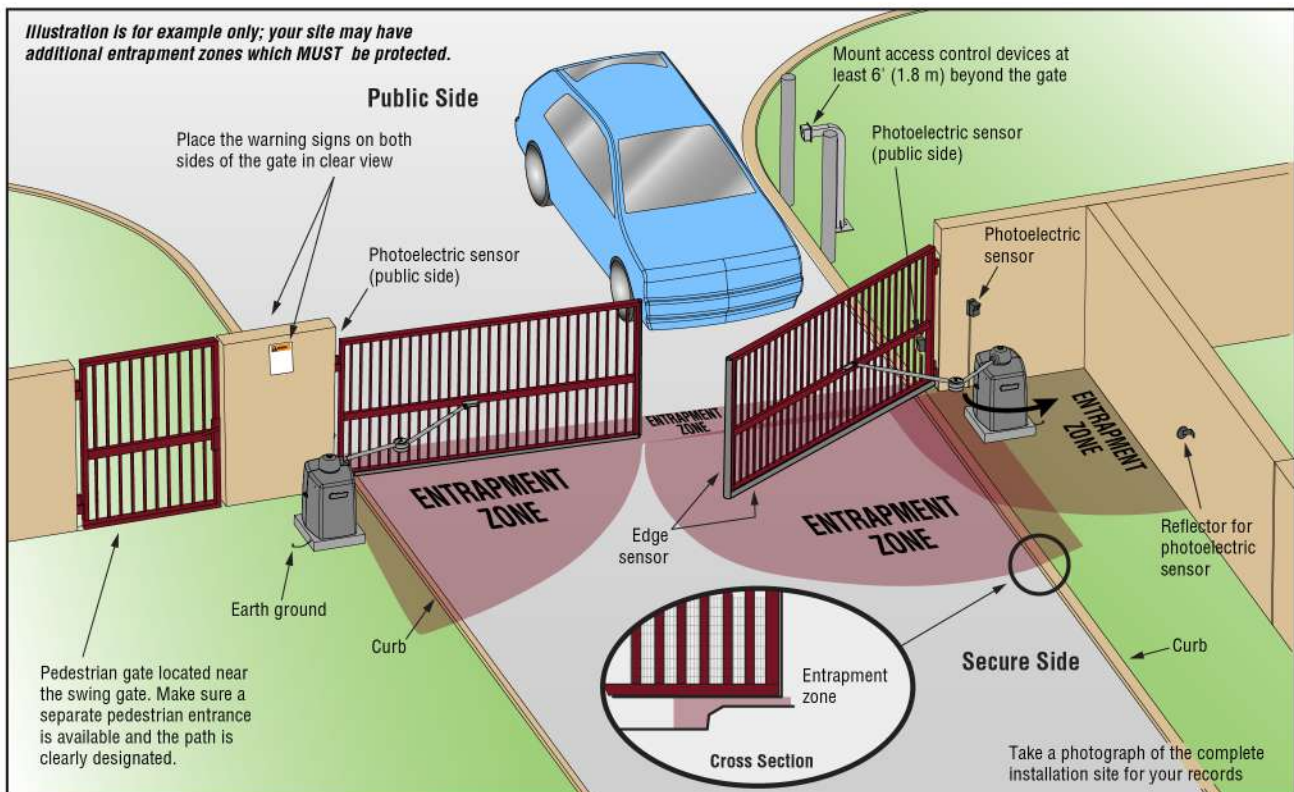 Illustration is for example only; your site may have
additional entrapment zones which MUST be protected.
Public Side
Mount access control devices at
least 6' (1.8 m) beyond the gate
Place the warning signs on both
sides of the gate in clear view
Photoelectric sensor
(public side)
Photoelectric sensor
(public side)
Photoelectric
sensor
ENTRAPMENT
ZONE
ENTRAPMENT
ZONE
ENTRAPMENT
ZONE
ENTRAPMENT
ZONE
Edge
sensor
Reflector for
photoelectric
sensor
Earth ground
Curb
Pedestrian gate located near
the swing gate. Make sure a
separate pedestrian entrance
is available and the path is
clearly designated.
Entrapment
zone
Cross Section
Secure Side
Curb
Take a photograph of the complete
installation site for your records